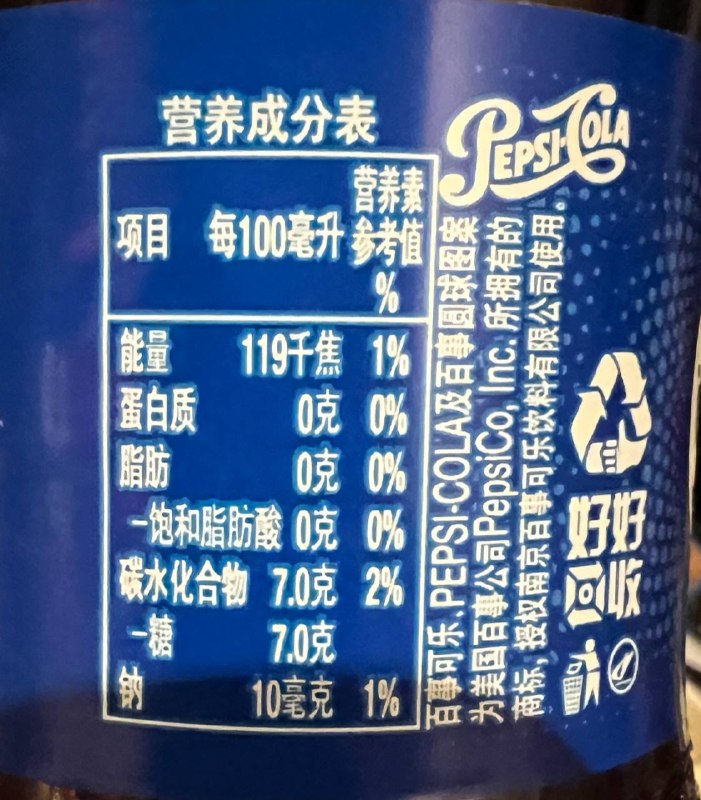 营养成分表
项目 每100毫升 营养素参考值%
能量 119千焦 1%
蛋白质 0克 0%
脂肪 0克 0%
-饱和脂肪酸 0克 0%
碳水化合物 7.0克 2%
-糖 7.0克
钠 10毫克 1%
PEPSI-COLA
百事可乐、PEPSI-COLA及百事圆球图案
为美国百事公司PepsiCo, Inc.所拥有的
商标,授权南京百事可乐饮料有限公司使用。
好好
回收